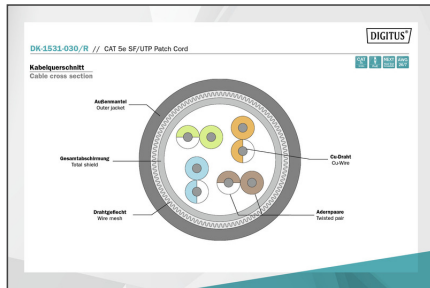 DIGITUS®
DK-1531-030/R // CAT 5e SF/UTP Patch Cord
Kabelquerschnitt
Cable cross section
Außenmantel
Outer jacket
Gesamtabschirmung
Total shield
Cu-Draht
Cu-Wire
Drahtgeflecht
Wire mesh
Adernpaare
Twisted pair